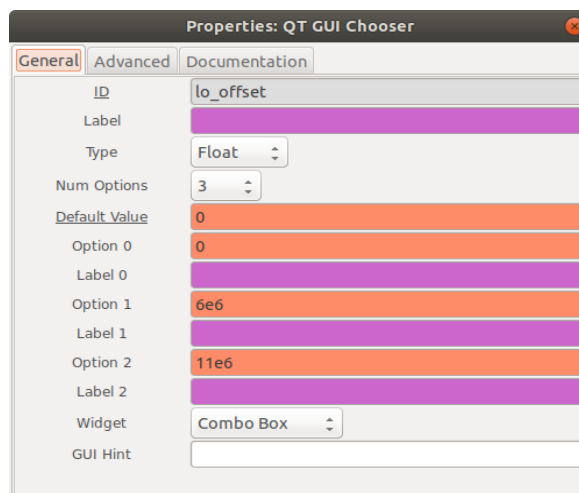 Properties: QT GUI Chooser
General Advanced Documentation
ID lo_offset
Label
Type Float
Num Options 3
Default Value 0
Option 0 0
Label 0
Option 1 6e6
Label 1
Option 2 11e6
Label 2
Widget Combo Box
GUI Hint